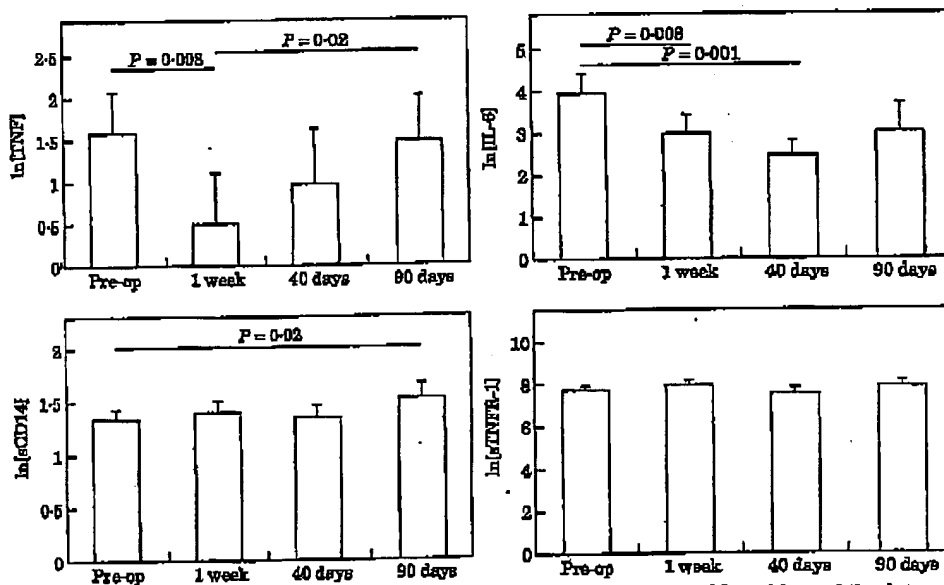 P = 0·02
P = 0·008
2·5
2
1·5
1
0·5
0
ln[TNF]
Pre-op 1 week 40 days 90 days
P = 0·008
P = 0·001
5
4
3
2
1
0
ln[IL-6]
Pre-op 1 week 40 days 90 days
P = 0·02
2
1·5
1
0·5
0
ln[sCD14]
Pre-op 1 week 40 days 90 days
10
8
6
4
2
0
ln[sTNFR-1]
Pre-op 1 week 40 days 90 days